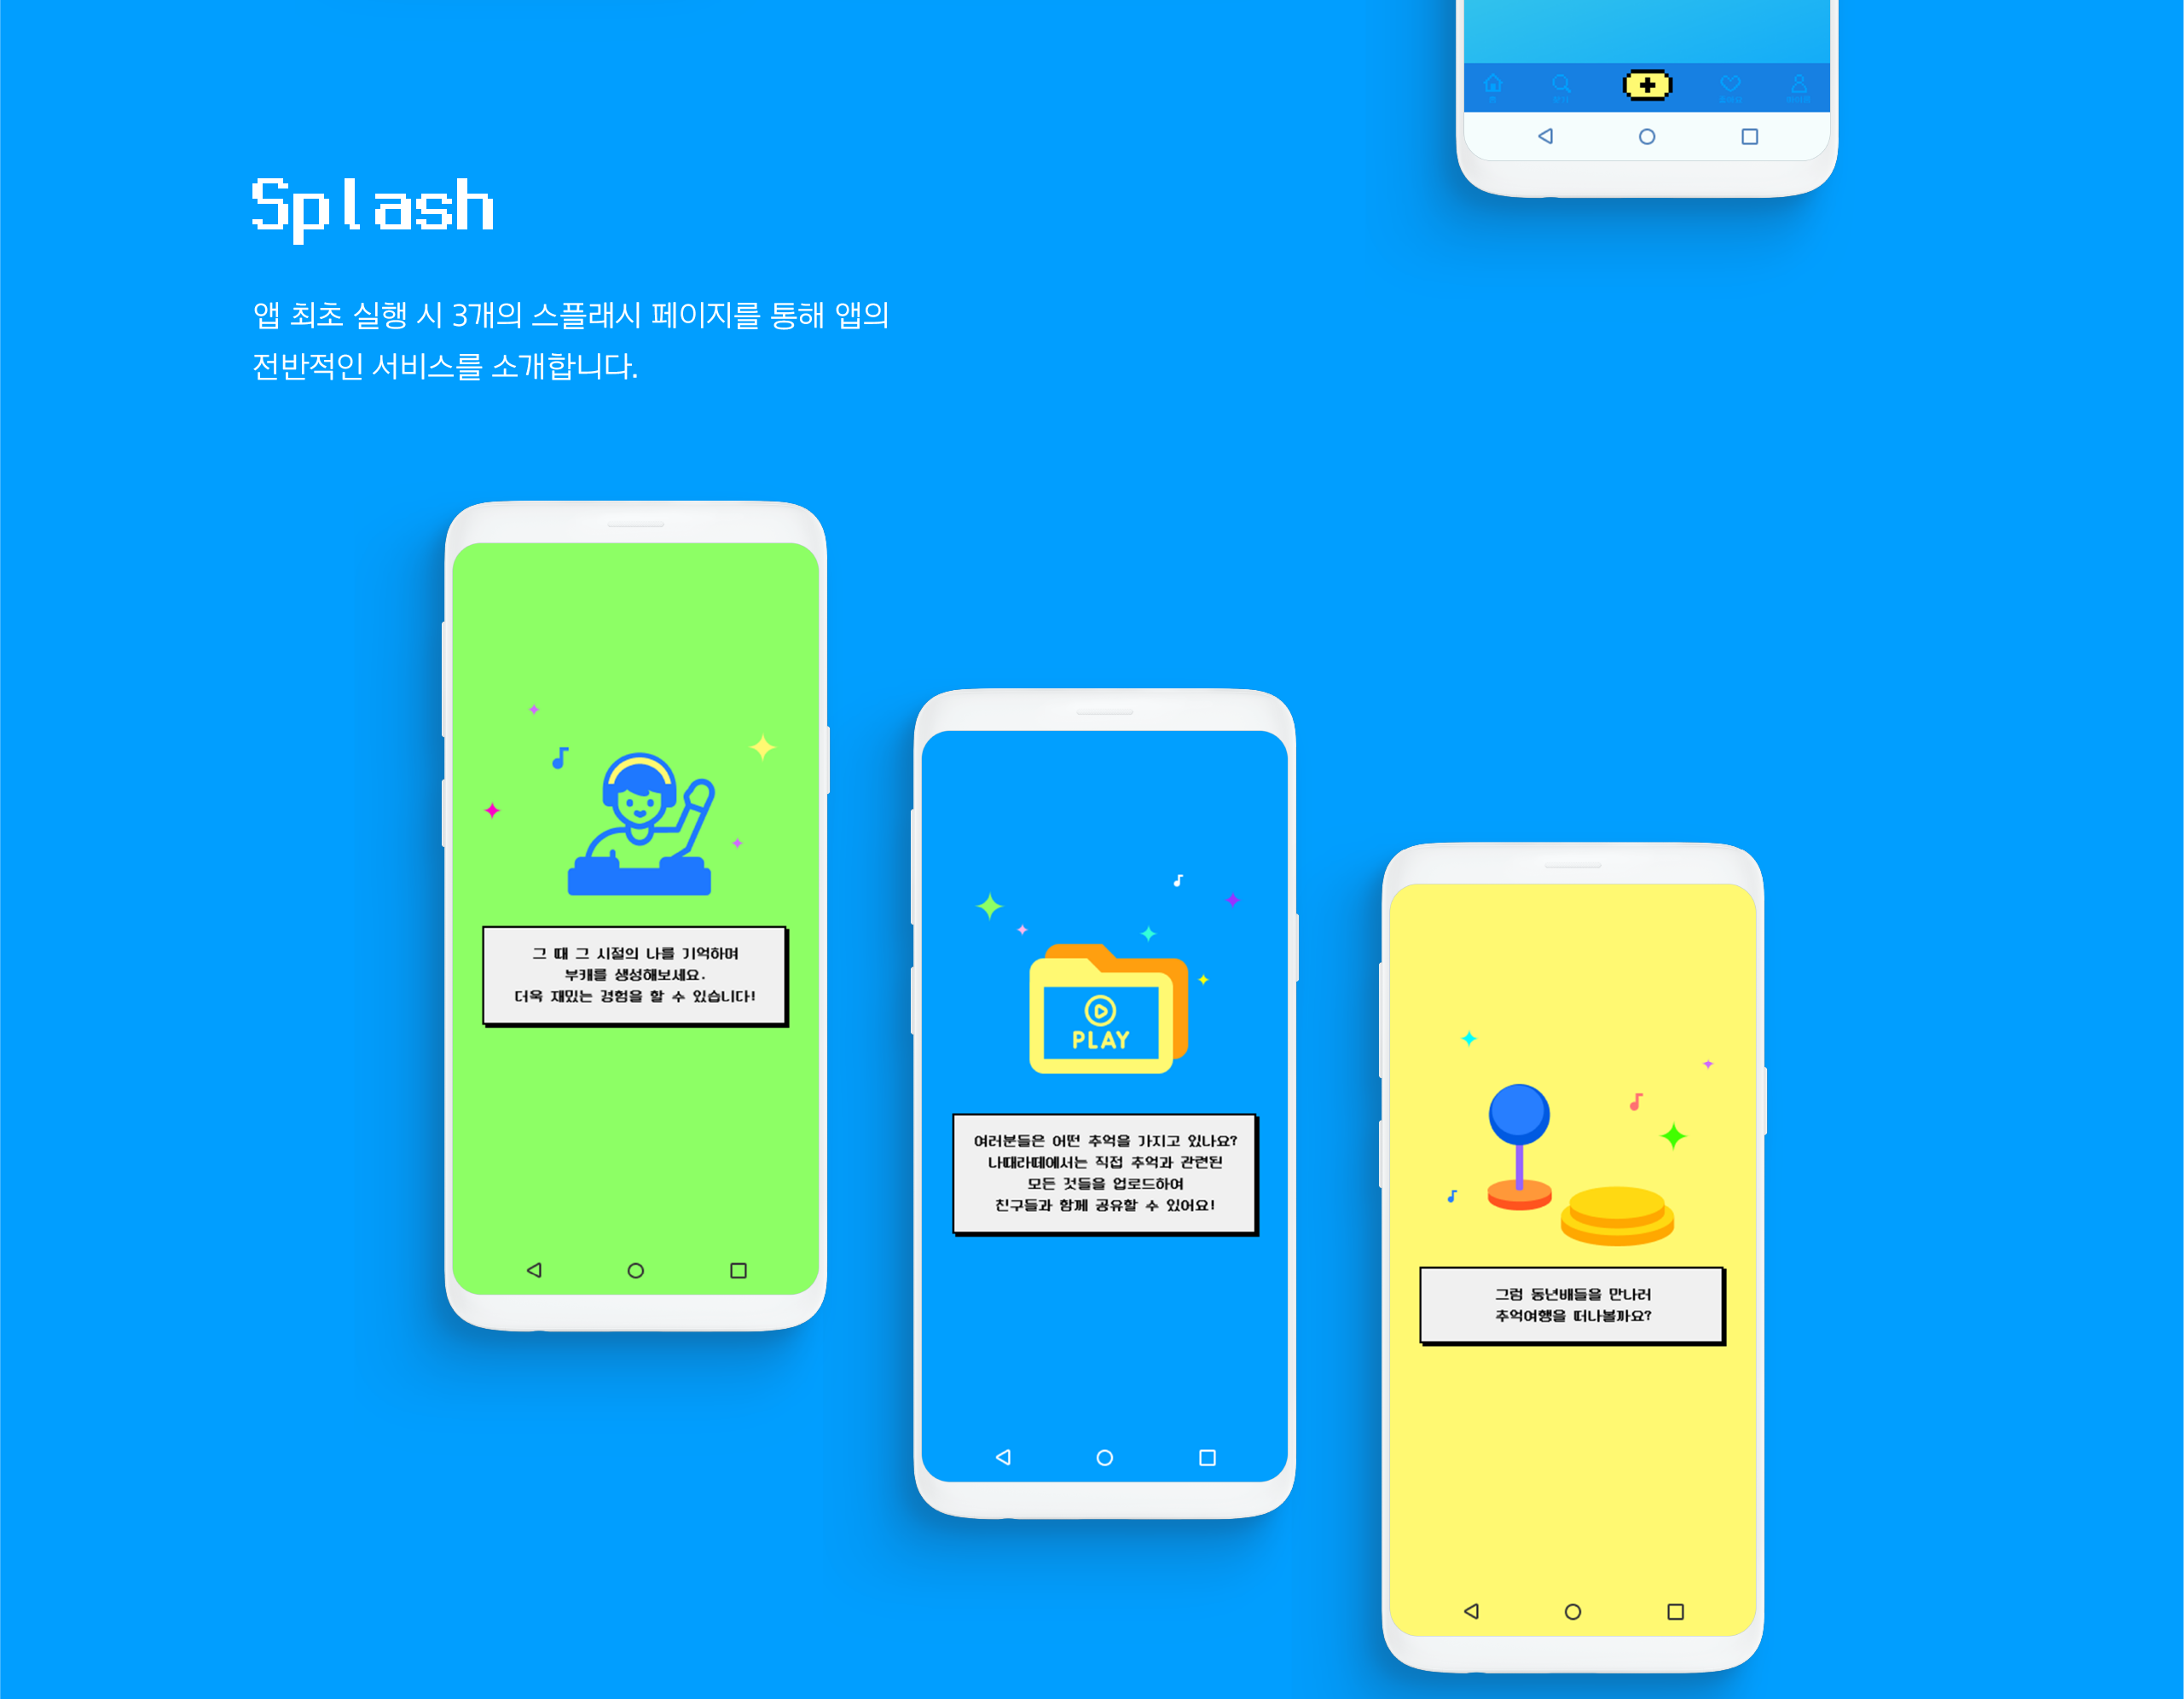 Splash
앱 최초 실행 시 3개의 스플래시 페이지를 통해 앱의
전반적인 서비스를 소개합니다.
그 때 그 시절의 나를 기억하며
부캐를 생성해보세요.
더욱 재밌는 경험을 할 수 있습니다!
PLAY
여러분들은 어떤 추억을 가지고 있나요?
나때라떼에서는 직접 추억과 관련된
모든 것들을 업로드하여
친구들과 함께 공유할 수 있어요!
그럼 동년배들을 만나러
추억여행을 떠나볼까요?